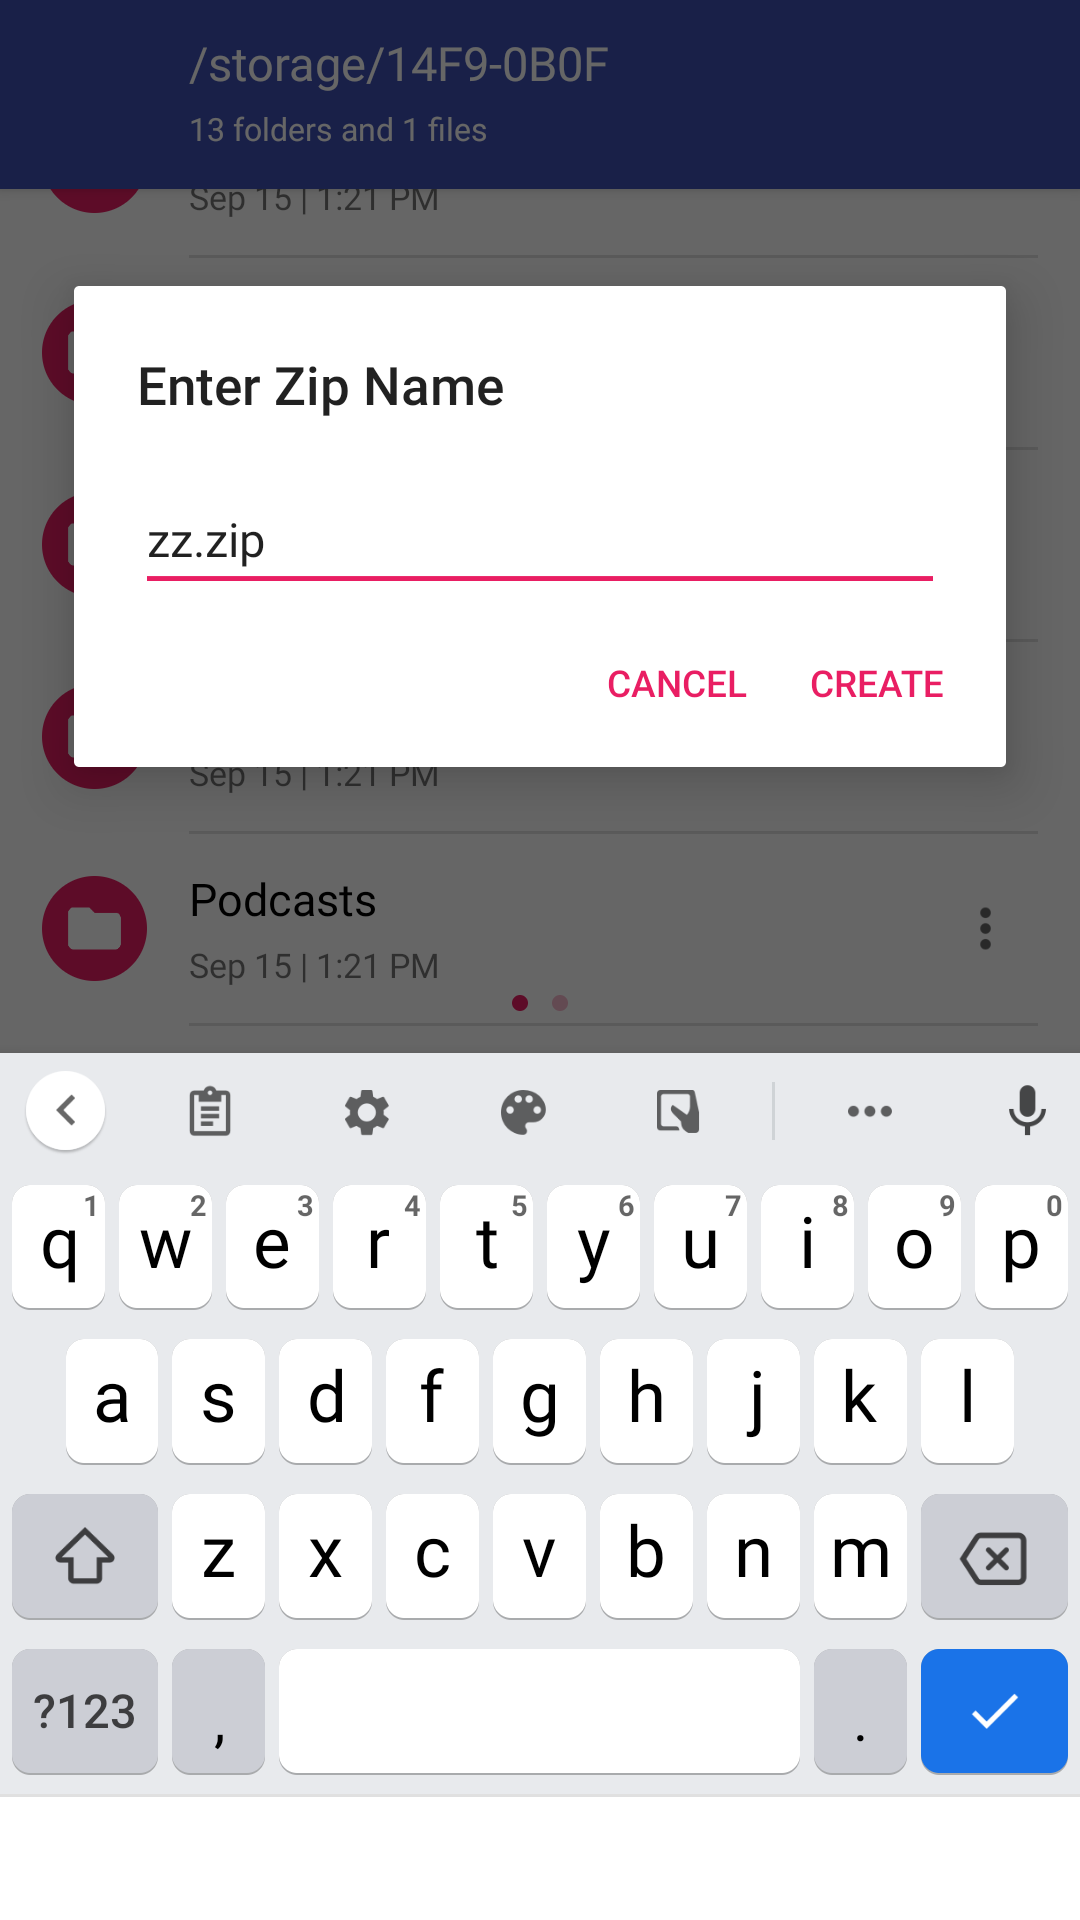 /storage/14F9-0B0F
13 folders and 1 files
Sep 15 | 1:21 PM
Enter Zip Name
zz.zip
CANCEL CREATE
Sep 15 | 1:21 PM
Podcasts
Sep 15 | 1:21 PM
1 2 3 4 5 6 7 8 9 0
q w e r t y u i o p
a s d f g h j k l
z x c v b n m
?123 , .